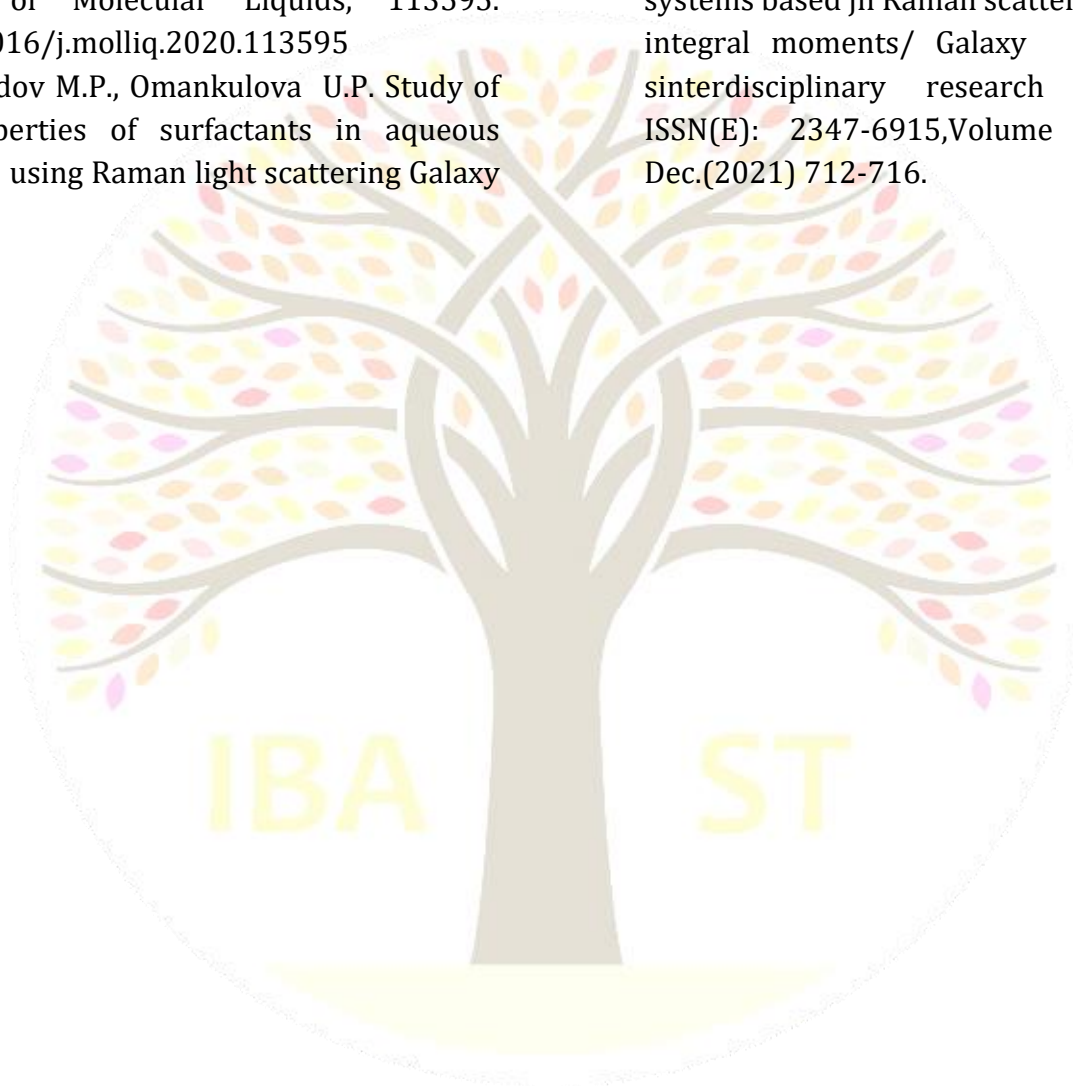 of Molecular Liquids, 113595.
016/j.molliq.2020.113595
dov M.P., Omankulova U.P. Study of
perties of surfactants in aqueous
using Raman light scattering Galaxy
systems based jn Raman scatter
integral moments/ Galaxy
sinterdisciplinary research
ISSN(E): 2347-6915,Volume
Dec.(2021) 712-716.
IBA ST